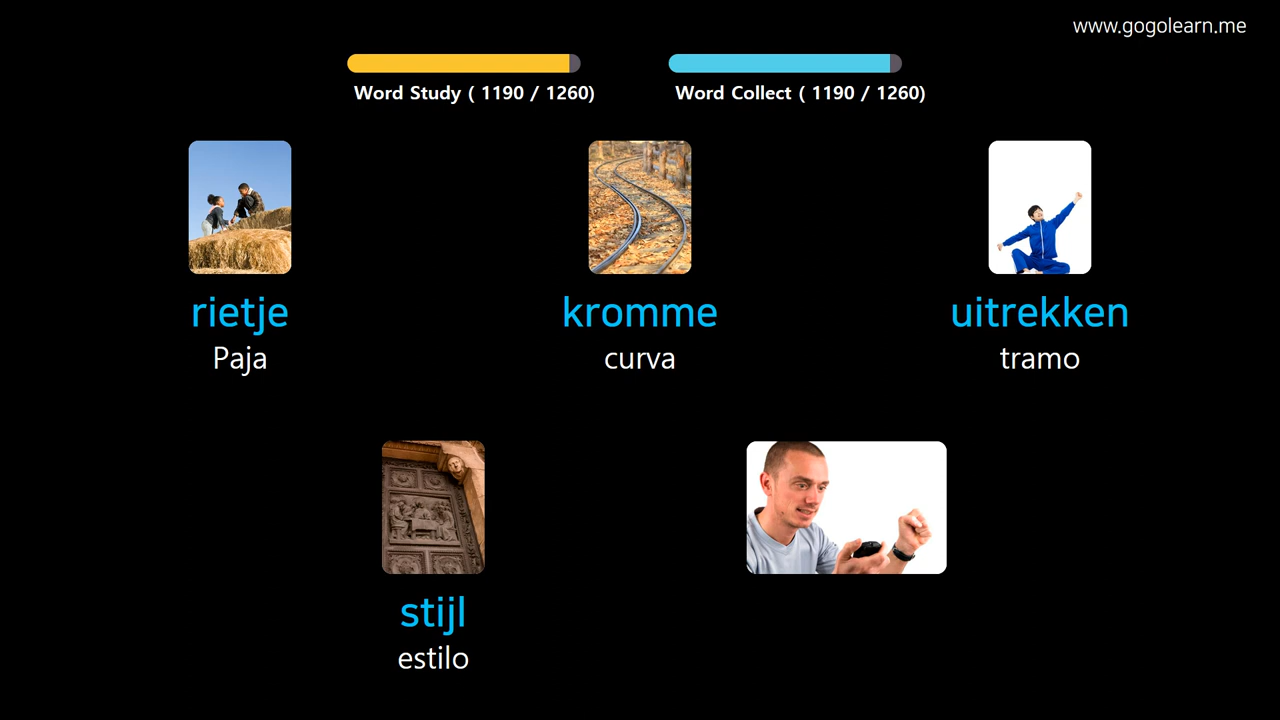 www.gogolearn.me
Word Study ( 1190 / 1260)
Word Collect ( 1190 / 1260)
rietje
Paja
kromme
curva
uitrekken
tramo
stijl
estilo